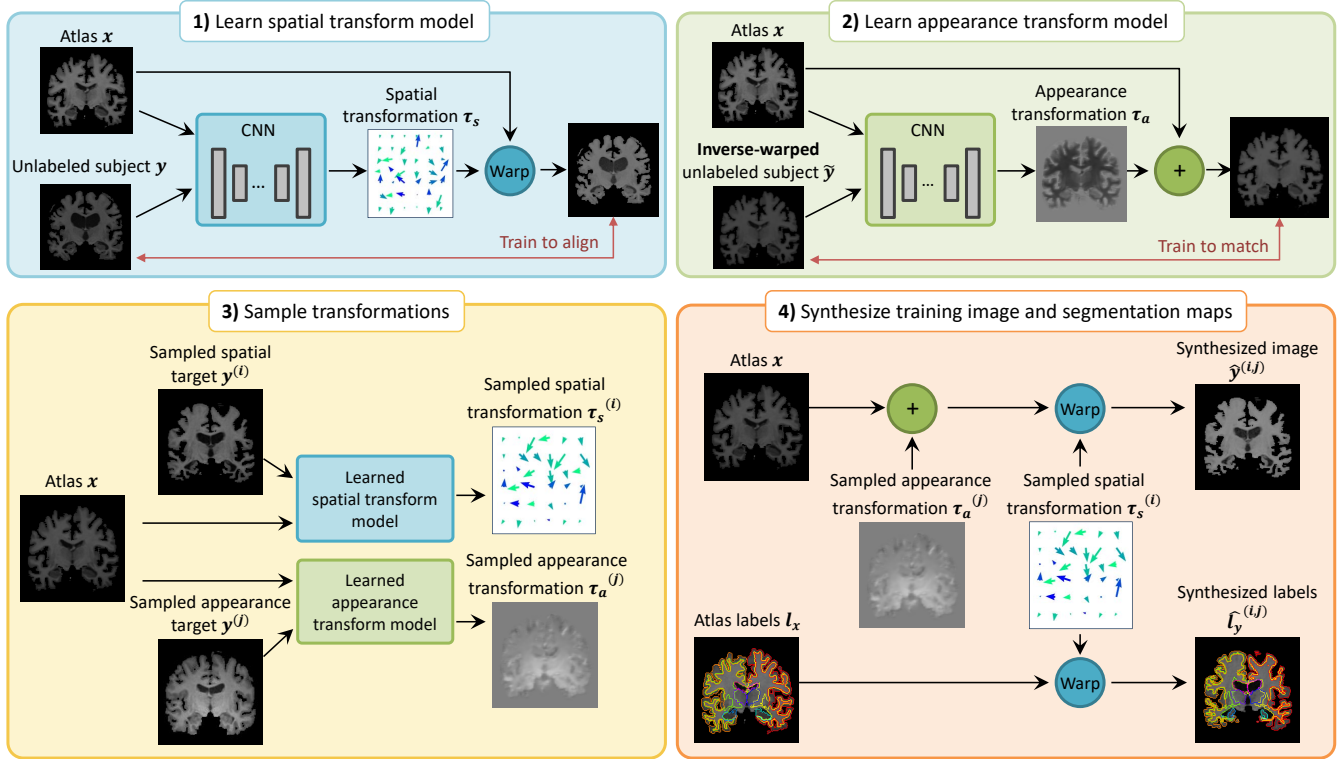 1) Learn spatial transform model
Atlas x
CNN
...
Spatial
transformation τs
Unlabeled subject y
Warp
Train to align
2) Learn appearance transform model
Atlas x
CNN
...
Appearance
transformation τa
Inverse-warped
unlabeled subject ỹ
+
Train to match
3) Sample transformations
Sampled spatial
target y(i)
Sampled spatial
transformation τs(i)
Atlas x
Learned
spatial transform
model
Sampled appearance
target y(j)
Learned
appearance
transform model
Sampled appearance
transformation τa(j)
4) Synthesize training image and segmentation maps
Atlas x
+
Warp
Synthesized image
ŷ(i,j)
Sampled appearance
transformation τa(j)
Sampled spatial
transformation τs(i)
Atlas labels lx
Warp
Synthesized labels
l̂y(i,j)